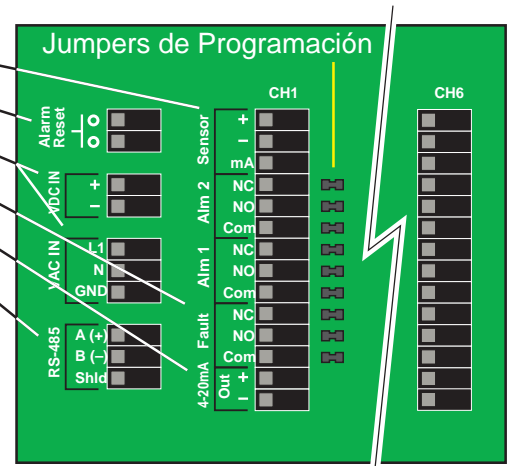 Jumpers de Programación
CH1
CH6
Alarm
Reset
VDC IN
+
–
VAC IN
L1
N
GND
RS-485
A (+)
B (–)
Shld
Sensor
+
–
mA
Alm 2
NC
NO
Com
Alm 1
NC
NO
Com
Fault
NC
NO
Com
4-20mA
Out
+
–